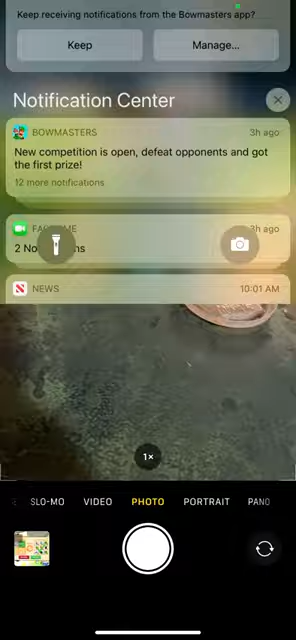 Keep receiving notifications from the Bowmasters app?
Keep
Manage...
Notification Center
BOWMASTERS
3h ago
New competition is open, defeat opponents and got
the first prize!
12 more notifications
3h ago
NEWS
10:01 AM
1×
SLO-MO
VIDEO
PHOTO
PORTRAIT
PANO